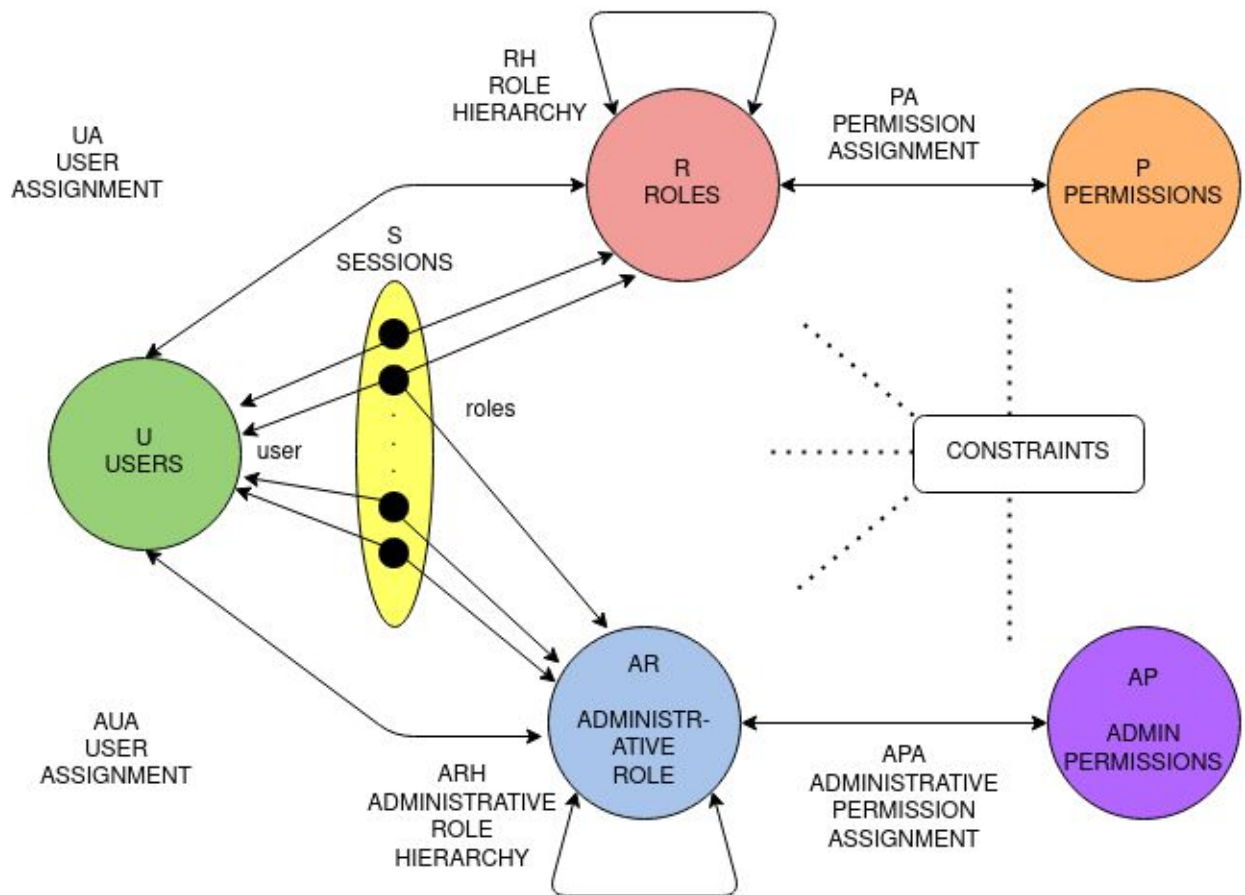 RH
ROLE
HIERARCHY
PA
PERMISSION
ASSIGNMENT
UA
USER
ASSIGNMENT
R
ROLES
P
PERMISSIONS
S
SESSIONS
U
USERS
user
roles
CONSTRAINTS
AR
ADMINISTR-
ATIVE
ROLE
AP
ADMIN
PERMISSIONS
AUA
USER
ASSIGNMENT
ARH
ADMINISTRATIVE
ROLE
HIERARCHY
APA
ADMINISTRATIVE
PERMISSION
ASSIGNMENT